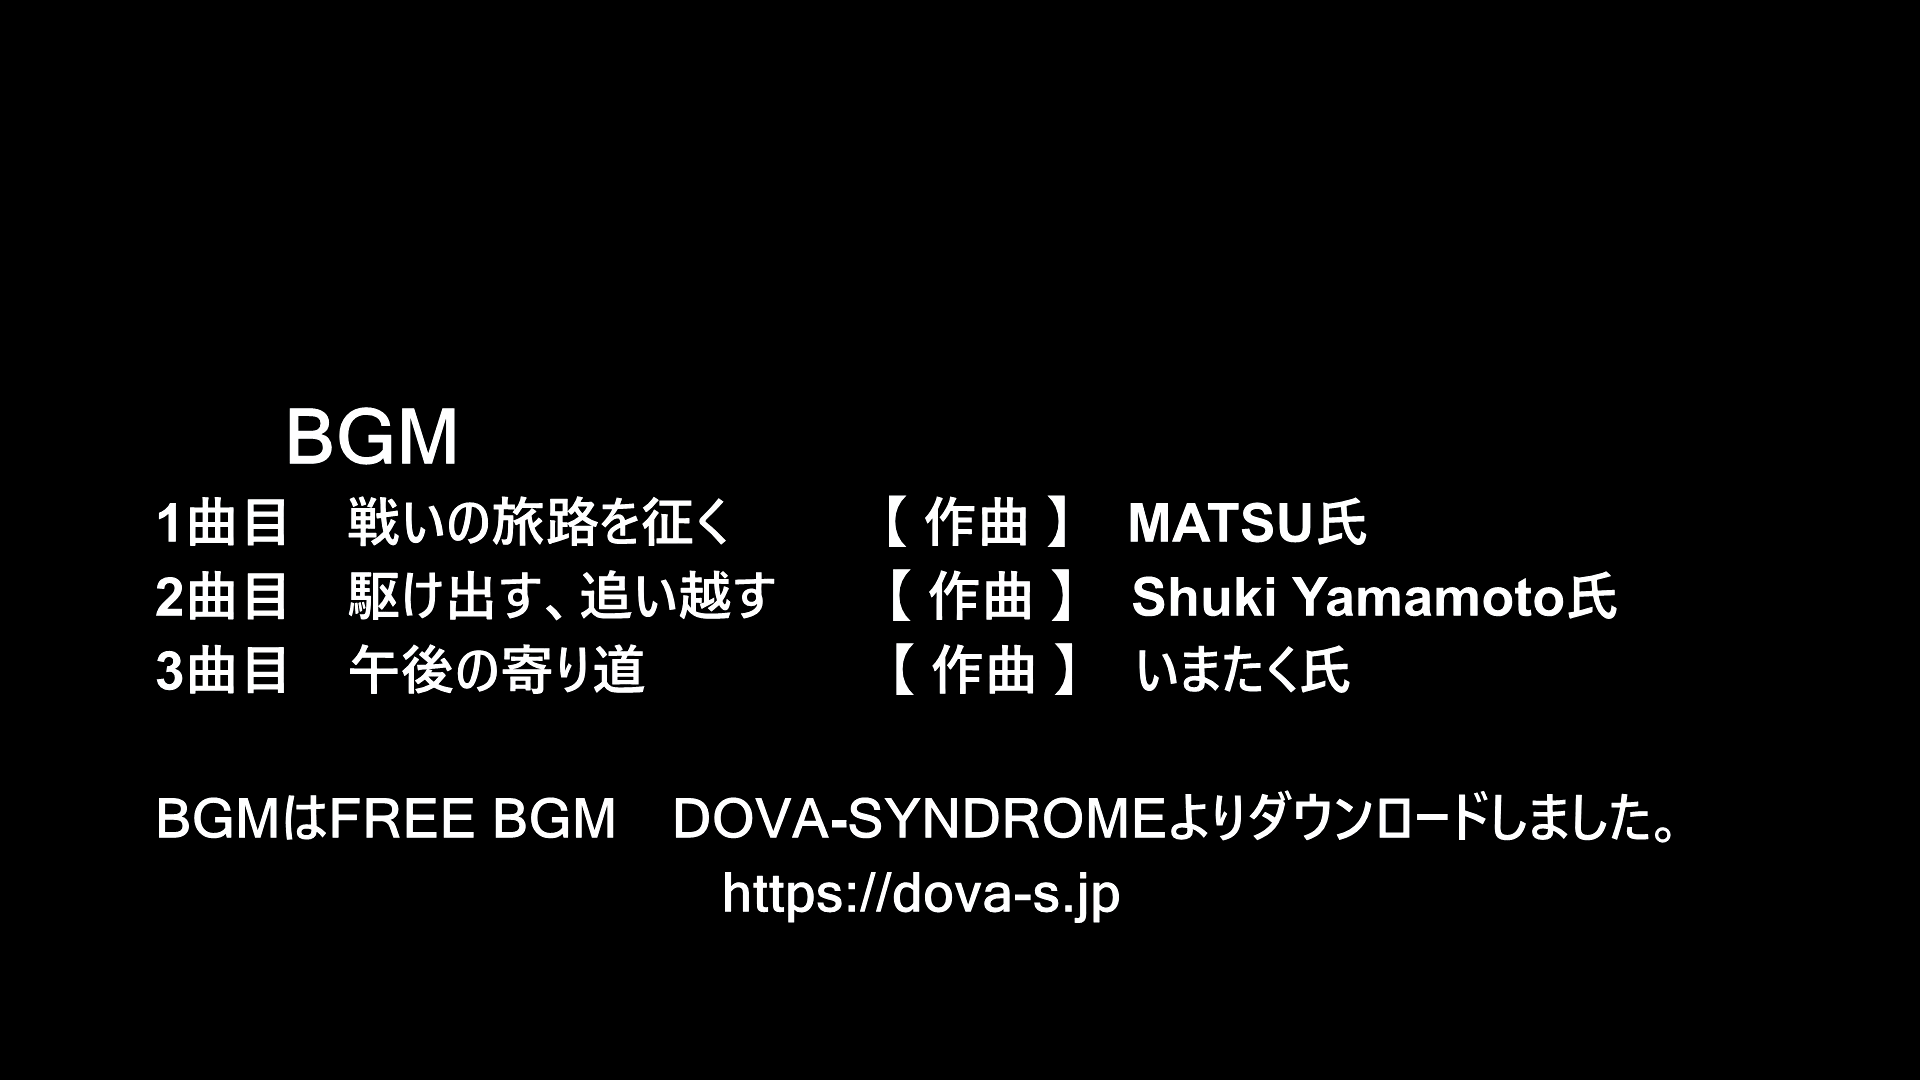 BGM
1曲目　戦いの旅路を征く　　　【 作曲 】　MATSU氏
2曲目　駆け出す、追い越す　　【 作曲 】　Shuki Yamamoto氏
3曲目　午後の寄り道　　　　　【 作曲 】　いまたく氏
BGMはFREE BGM　DOVA-SYNDROMEよりダウンロードしました。
https://dova-s.jp